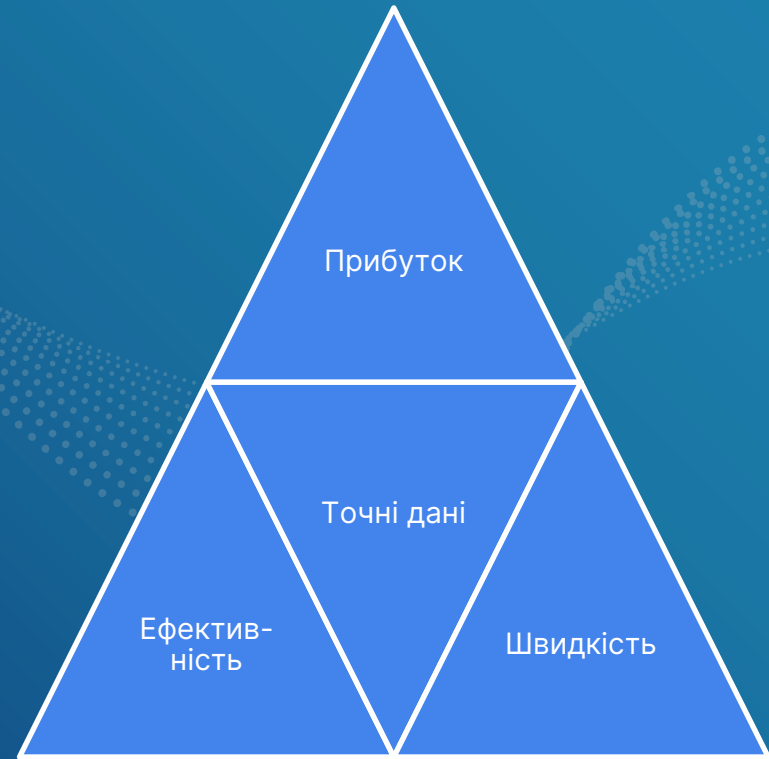 Прибуток
Точні дані
Ефектив-
ність
Швидкість